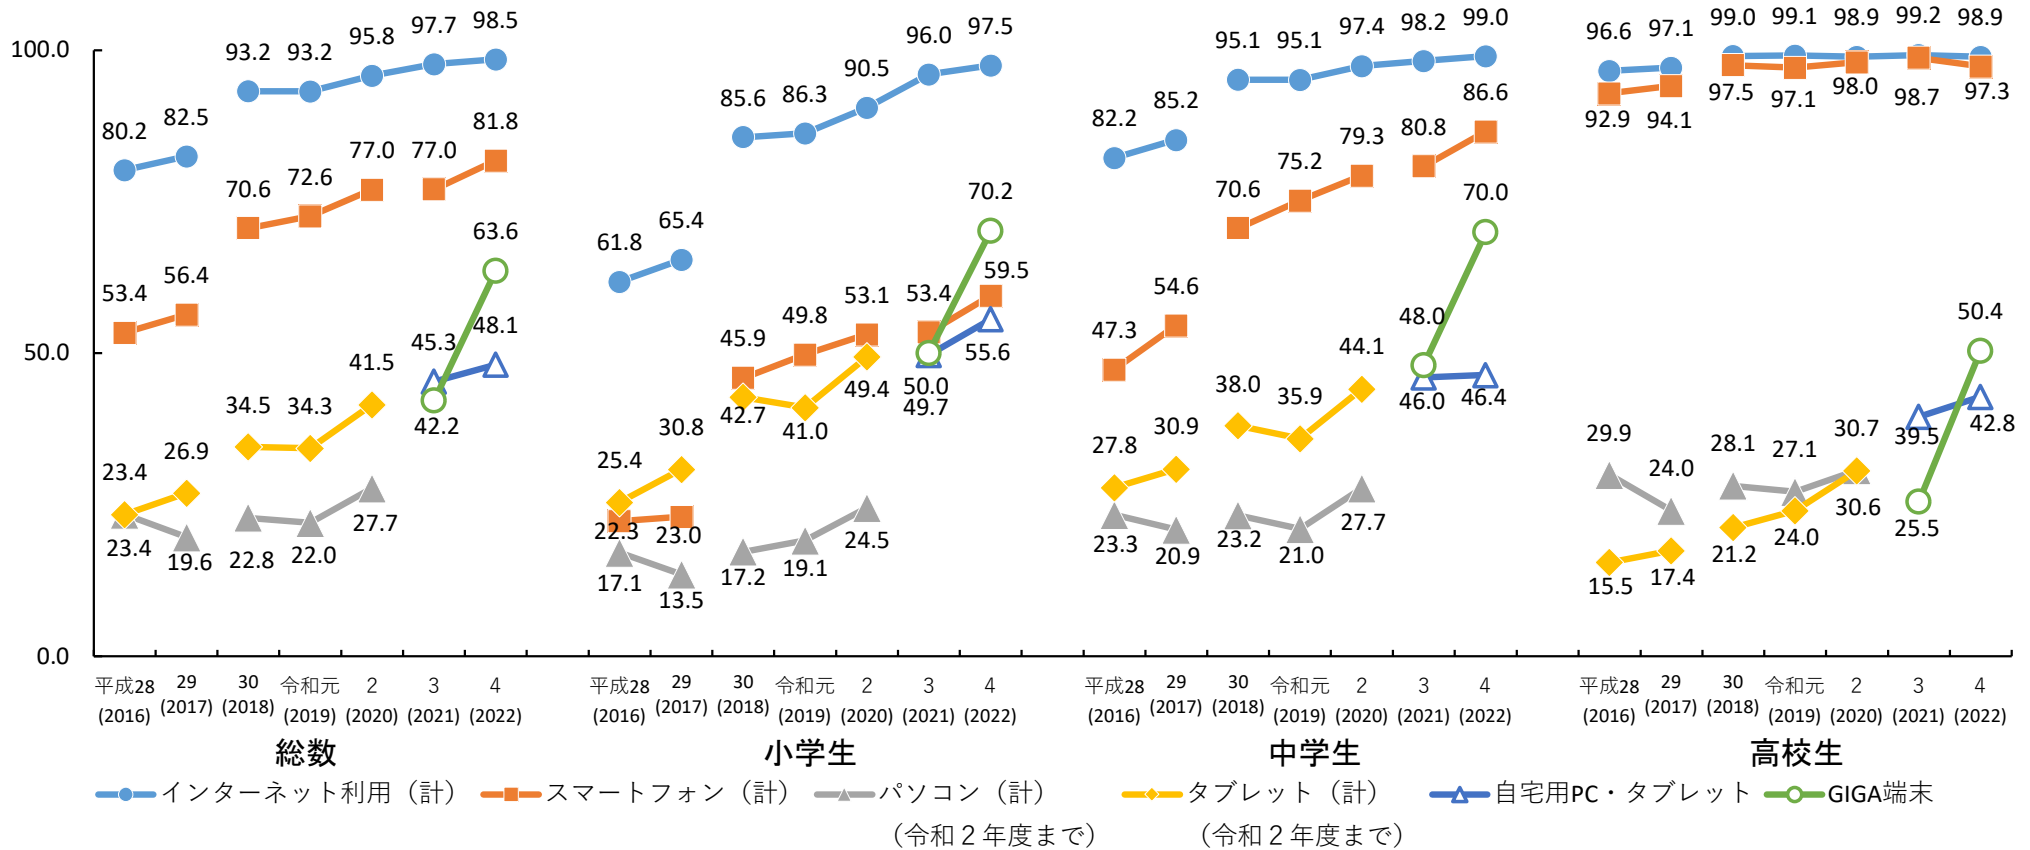 93.2 93.2 95.8 97.7 98.5 85.6 86.3 90.5 96.0 97.5 95.1 95.1 97.4 98.2 99.0 96.6 97.1 99.0 99.1 98.9 99.2 98.9
100.0
80.2 82.5 70.6 72.6 77.0 77.0 81.8 82.2 85.2 70.6 75.2 79.3 80.8 86.6 92.9 94.1 97.5 97.1 98.0 98.7 97.3
53.4 56.4 63.6 61.8 65.4 45.9 49.8 53.1 53.4 70.2 59.5 47.3 54.6 48.0 70.0 50.4
50.0
23.4 26.9 34.5 34.3 41.5 45.3 48.1 25.4 30.8 42.7 41.0 49.4 50.0 55.6 27.8 30.9 38.0 35.9 44.1 46.0 46.4 29.9 24.0 28.1 27.1 30.7 39.5 42.8
42.2 49.7
23.4 19.6 22.8 22.0 27.7 22.3 23.0 24.5 23.3 20.9 23.2 21.0 27.7 15.5 17.4 21.2 24.0 30.6 25.5
17.1 13.5 17.2 19.1
0.0
平成28 29 30 令和元 2 3 4 平成28 29 30 令和元 2 3 4 平成28 29 30 令和元 2 3 4 平成28 29 30 令和元 2 3 4
(2016) (2017) (2018) (2019) (2020) (2021) (2022) (2016) (2017) (2018) (2019) (2020) (2021) (2022) (2016) (2017) (2018) (2019) (2020) (2021) (2022) (2016) (2017) (2018) (2019) (2020) (2021) (2022)
総数 小学生 中学生 高校生
インターネット利用（計） スマートフォン（計） パソコン（計） タブレット（計） 自宅用PC・タブレット GIGA端末
（令和２年度まで） （令和２年度まで）